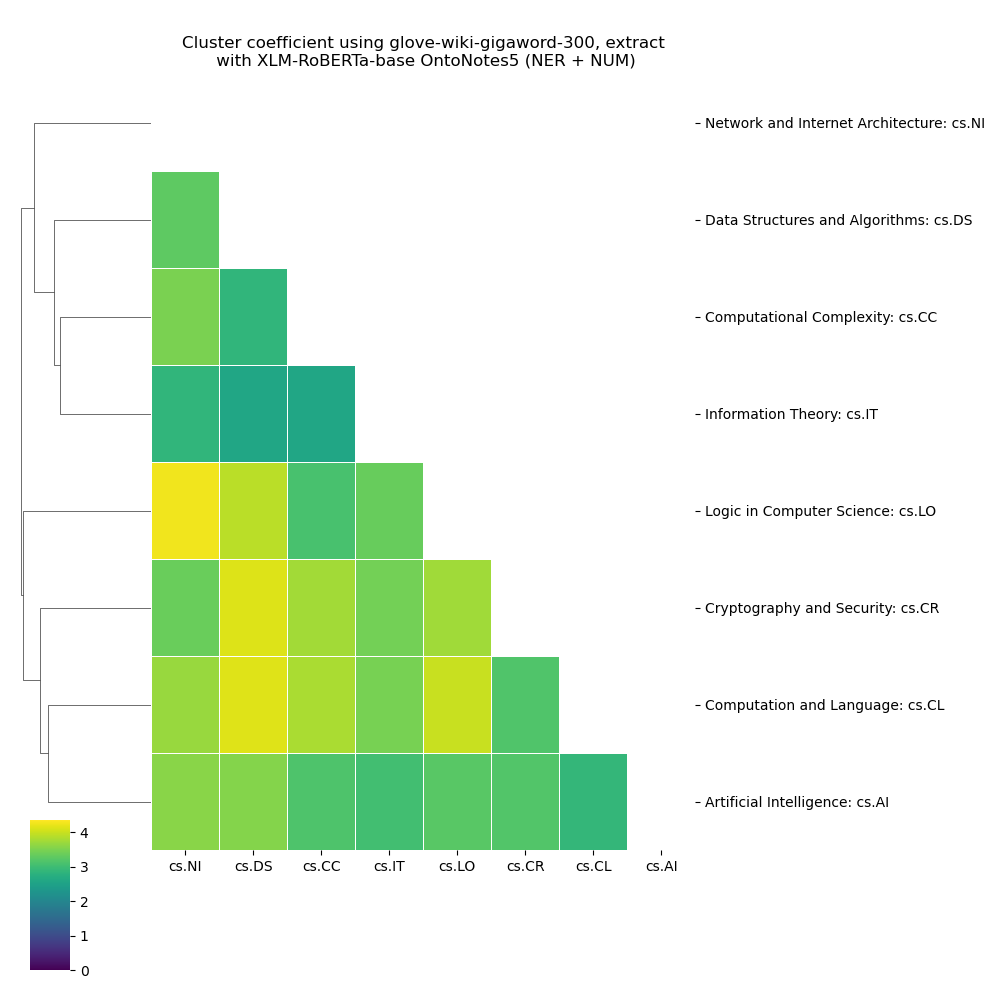 Cluster coefficient using glove-wiki-gigaword-300, extract
with XLM-RoBERTa-base OntoNotes5 (NER + NUM)
Network and Internet Architecture: cs.NI
Data Structures and Algorithms: cs.DS
Computational Complexity: cs.CC
Information Theory: cs.IT
Logic in Computer Science: cs.LO
Cryptography and Security: cs.CR
Computation and Language: cs.CL
Artificial Intelligence: cs.AI
4
3
2
1
0
cs.NI cs.DS cs.CC cs.IT cs.LO cs.CR cs.CL cs.AI